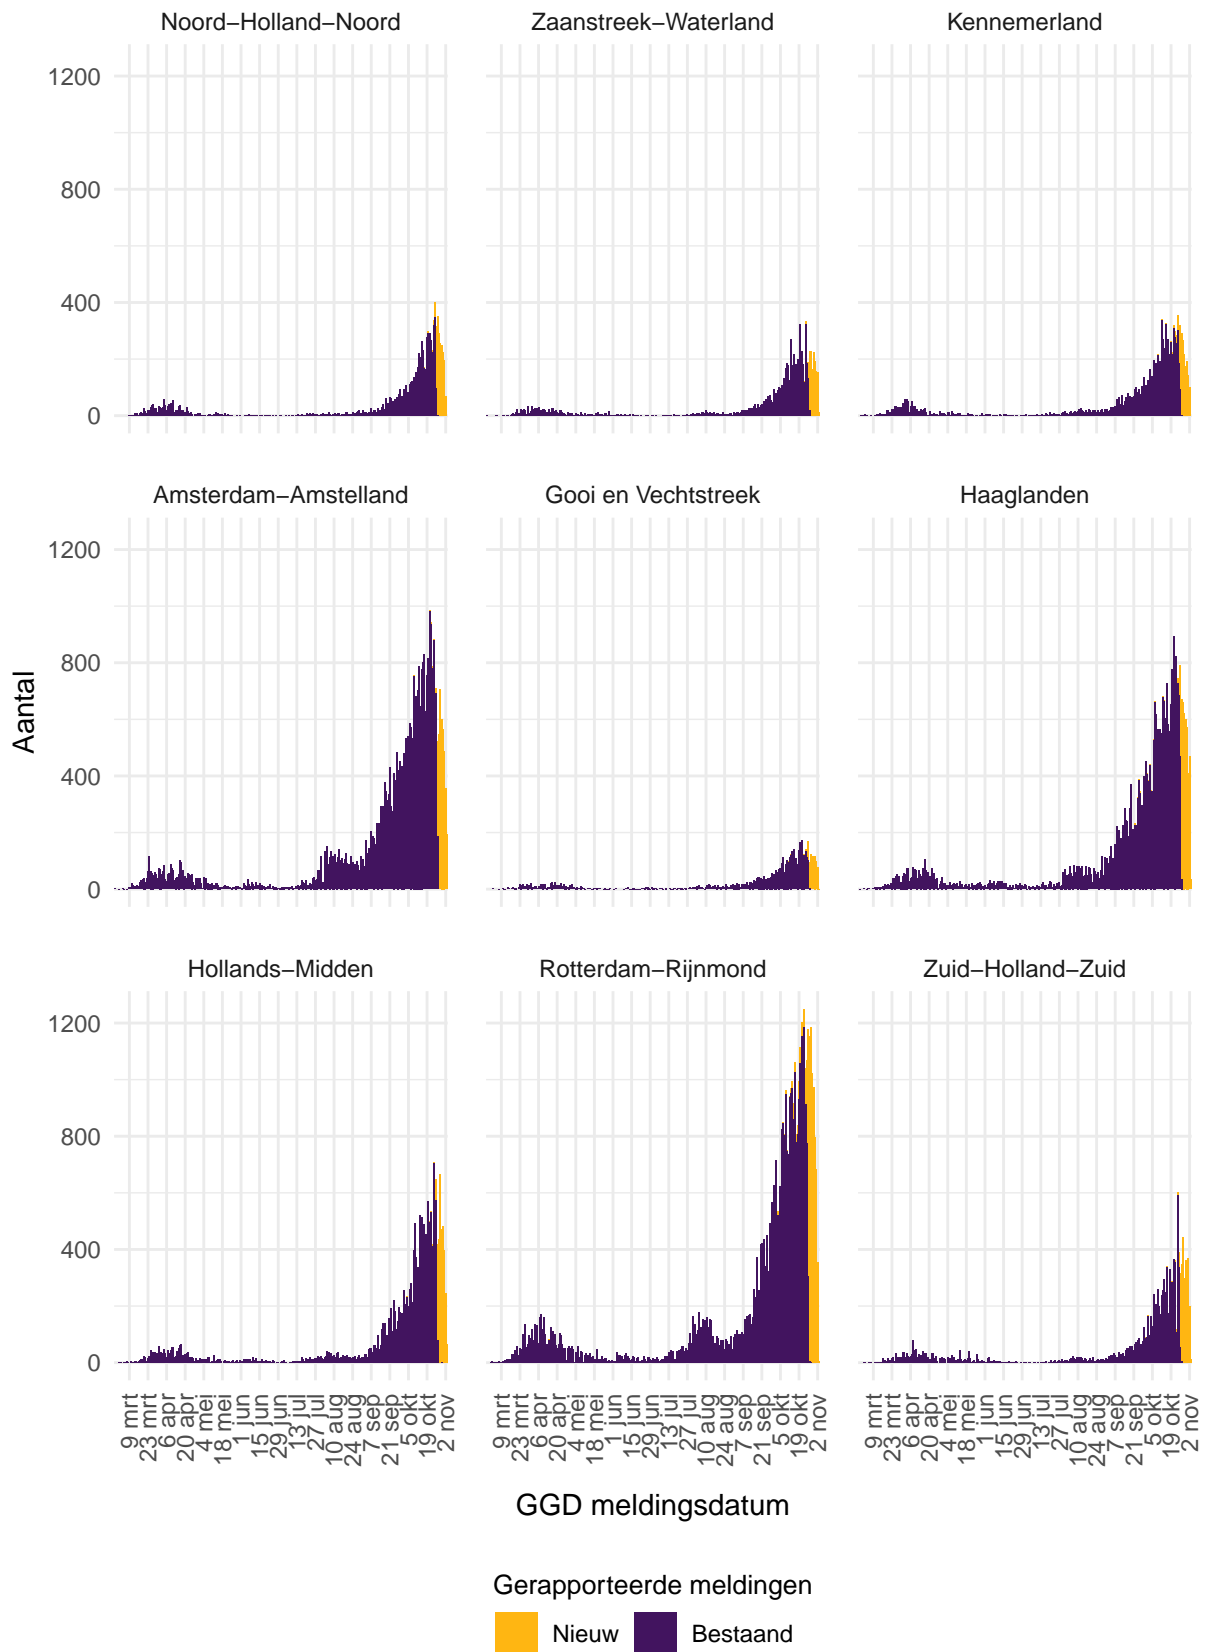 Noord−Holland−Noord Zaanstreek−Waterland Kennemerland
1200
800
400
0
Amsterdam−Amstelland Gooi en Vechtstreek Haaglanden
1200
800
400
0
Aantal
Hollands−Midden Rotterdam−Rijnmond Zuid−Holland−Zuid
1200
800
400
0
9 mrt 23 mrt 6 apr 20 apr 4 mei 18 mei 1 jun 15 jun 29 jun 13 jul 27 jul 10 aug 24 aug 7 sep 21 sep 5 okt 19 okt 2 nov
9 mrt 23 mrt 6 apr 20 apr 4 mei 18 mei 1 jun 15 jun 29 jun 13 jul 27 jul 10 aug 24 aug 7 sep 21 sep 5 okt 19 okt 2 nov
9 mrt 23 mrt 6 apr 20 apr 4 mei 18 mei 1 jun 15 jun 29 jun 13 jul 27 jul 10 aug 24 aug 7 sep 21 sep 5 okt 19 okt 2 nov
GGD meldingsdatum
Gerapporteerde meldingen
Nieuw Bestaand